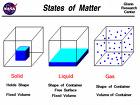 NASA
States of Matter
Glenn
Research
Center
Solid
Liquid
Gas
Holds Shape
Fixed Volume
Shape of Container
Free Surface
Fixed Volume
Shape of Container
Volume of Container